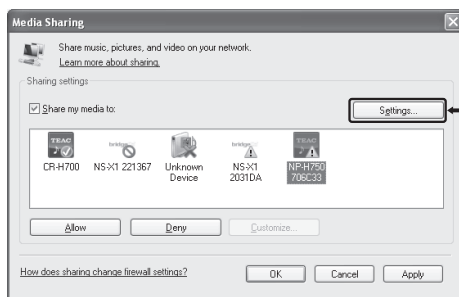 Media Sharing
Share music, pictures, and video on your network.
Learn more about sharing.
Sharing settings
Share my media to:
Settings...
TEAC
TEAC
CR-H700
NS-X1 221367
Unknown
Device
NS-X1
2031DA
NP-H750
706C33
Allow
Deny
Customize...
How does sharing change firewall settings?
OK
Cancel
Apply